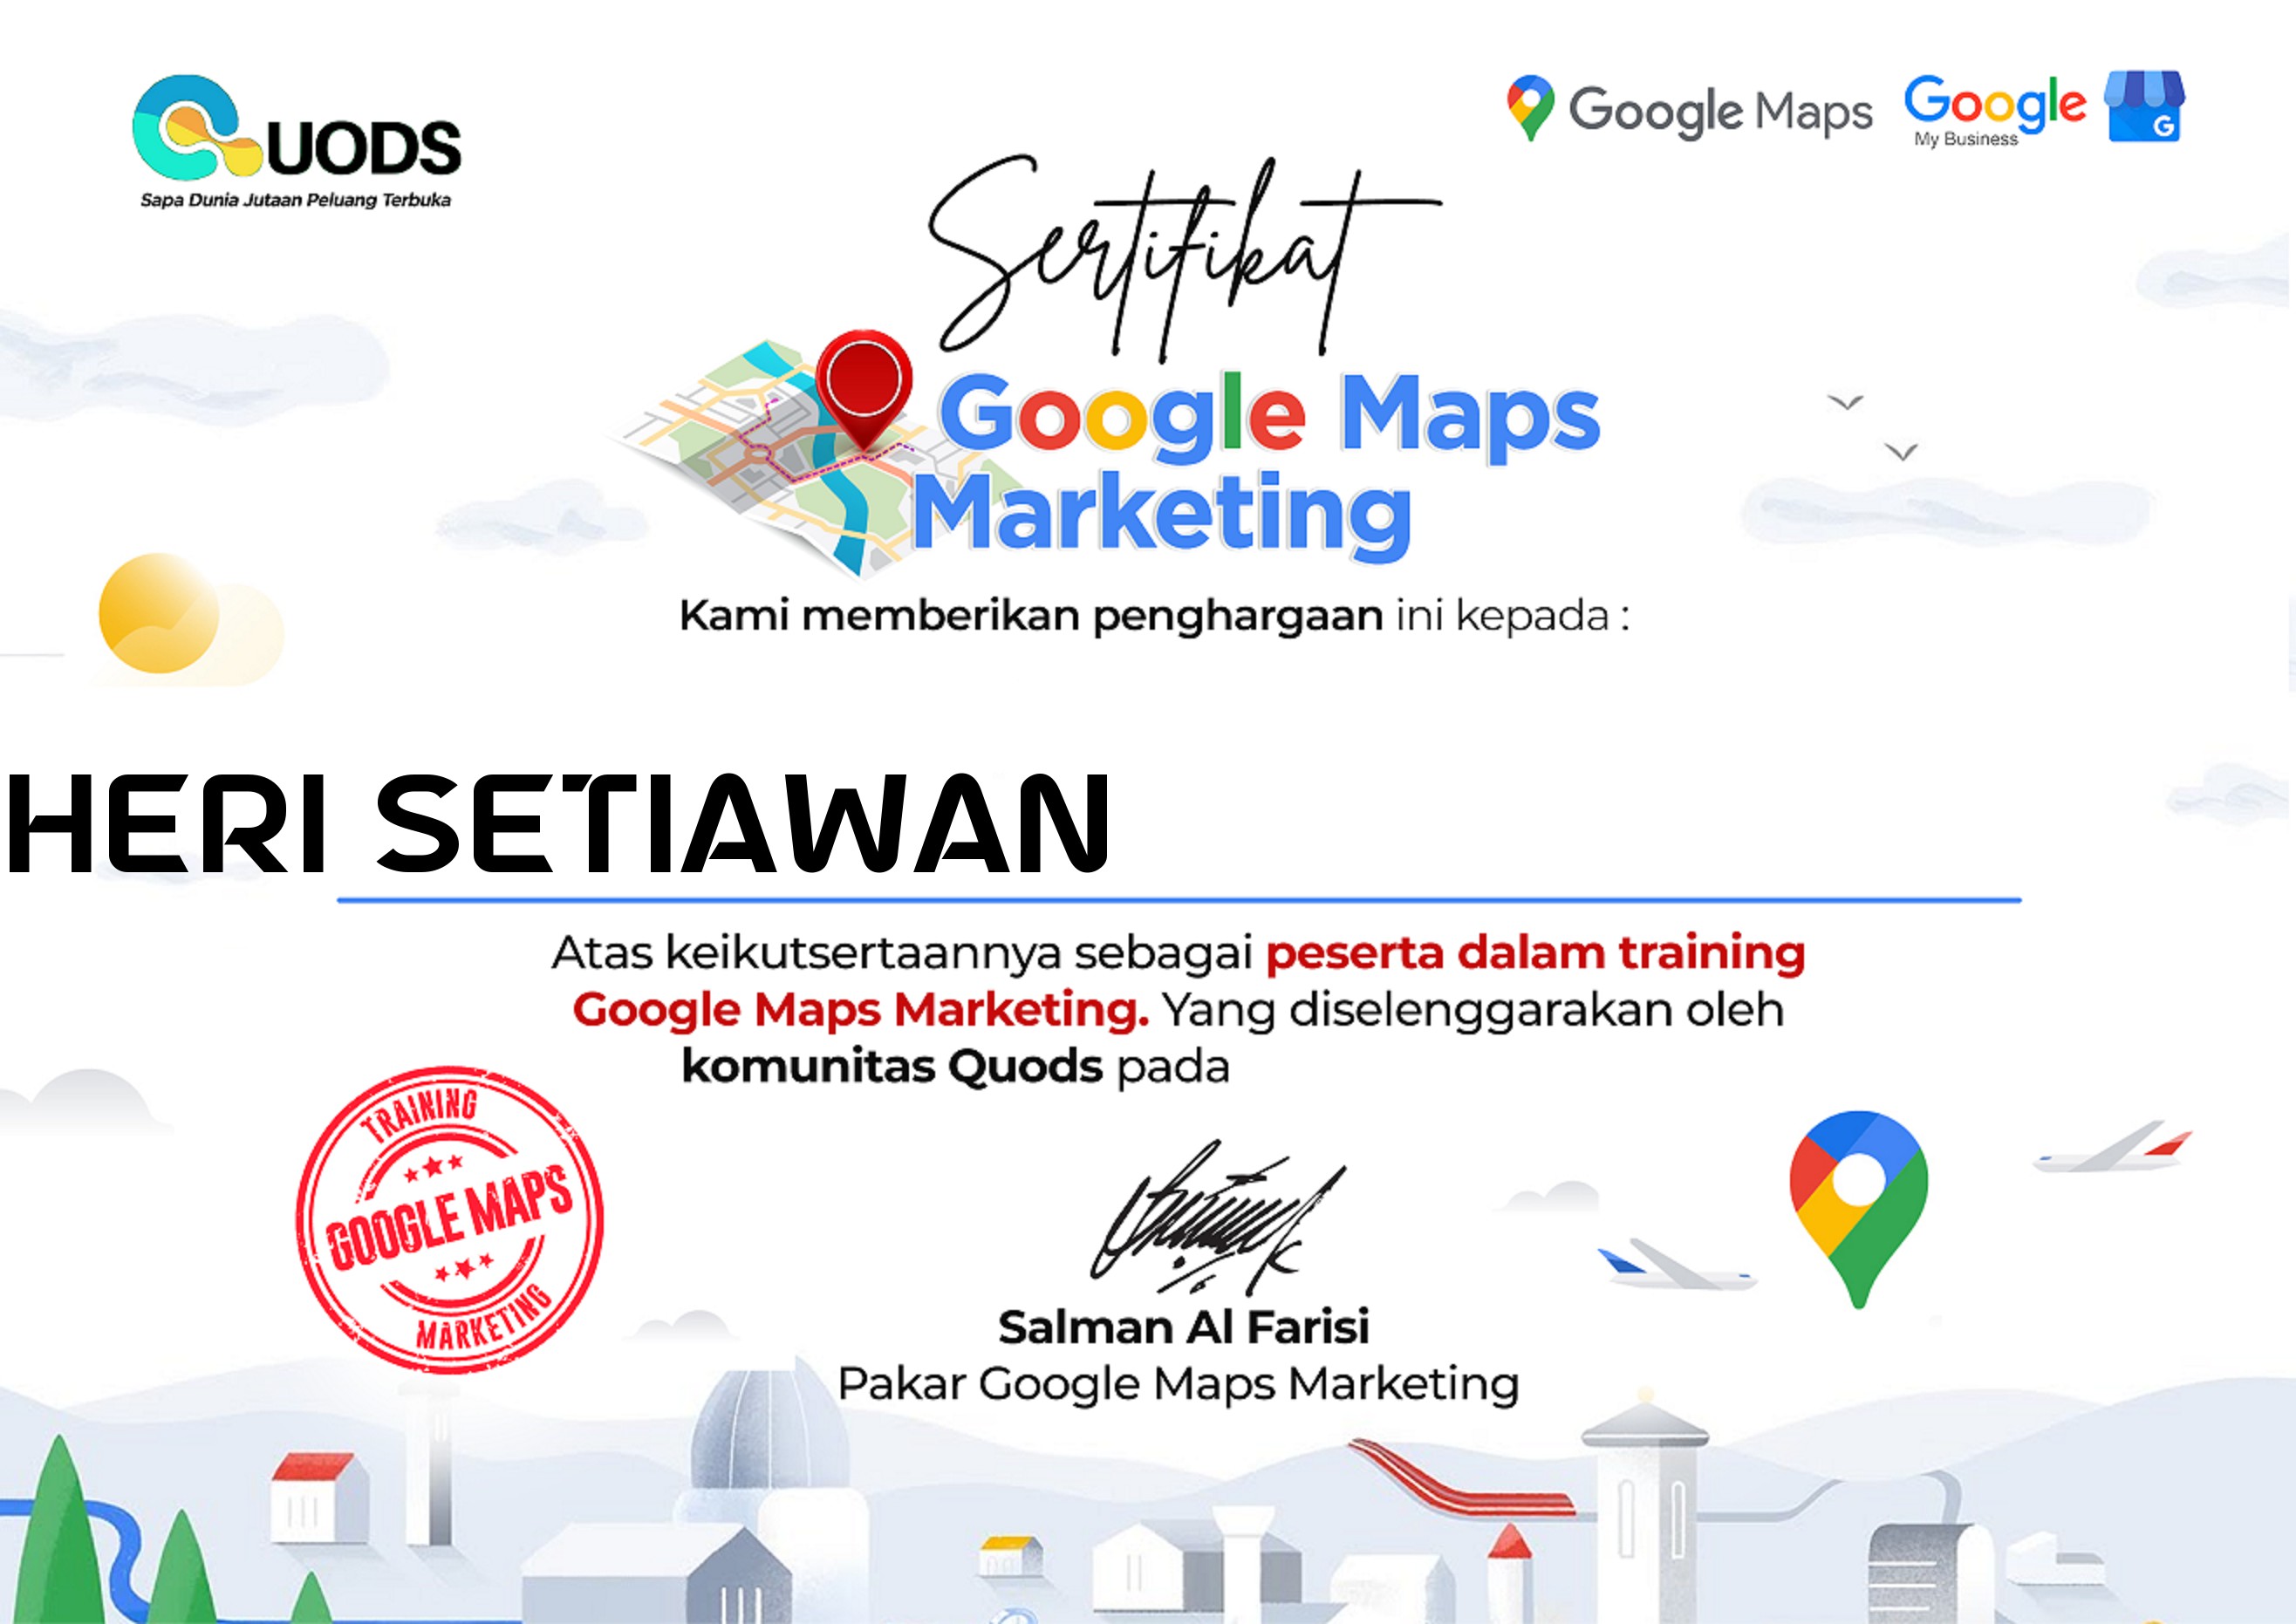 QUODS
Sapa Dunia Jutaan Peluang Terbuka
Google Maps
Google
My Business
G
Sertifikat
Google Maps
Marketing
Kami memberikan penghargaan ini kepada :
HERI SETIAWAN
Atas keikutsertaannya sebagai peserta dalam training
Google Maps Marketing. Yang diselenggarakan oleh
komunitas Quods pada
TRAINING
GOOGLE MAPS
MARKETING
Salman Al Farisi
Pakar Google Maps Marketing